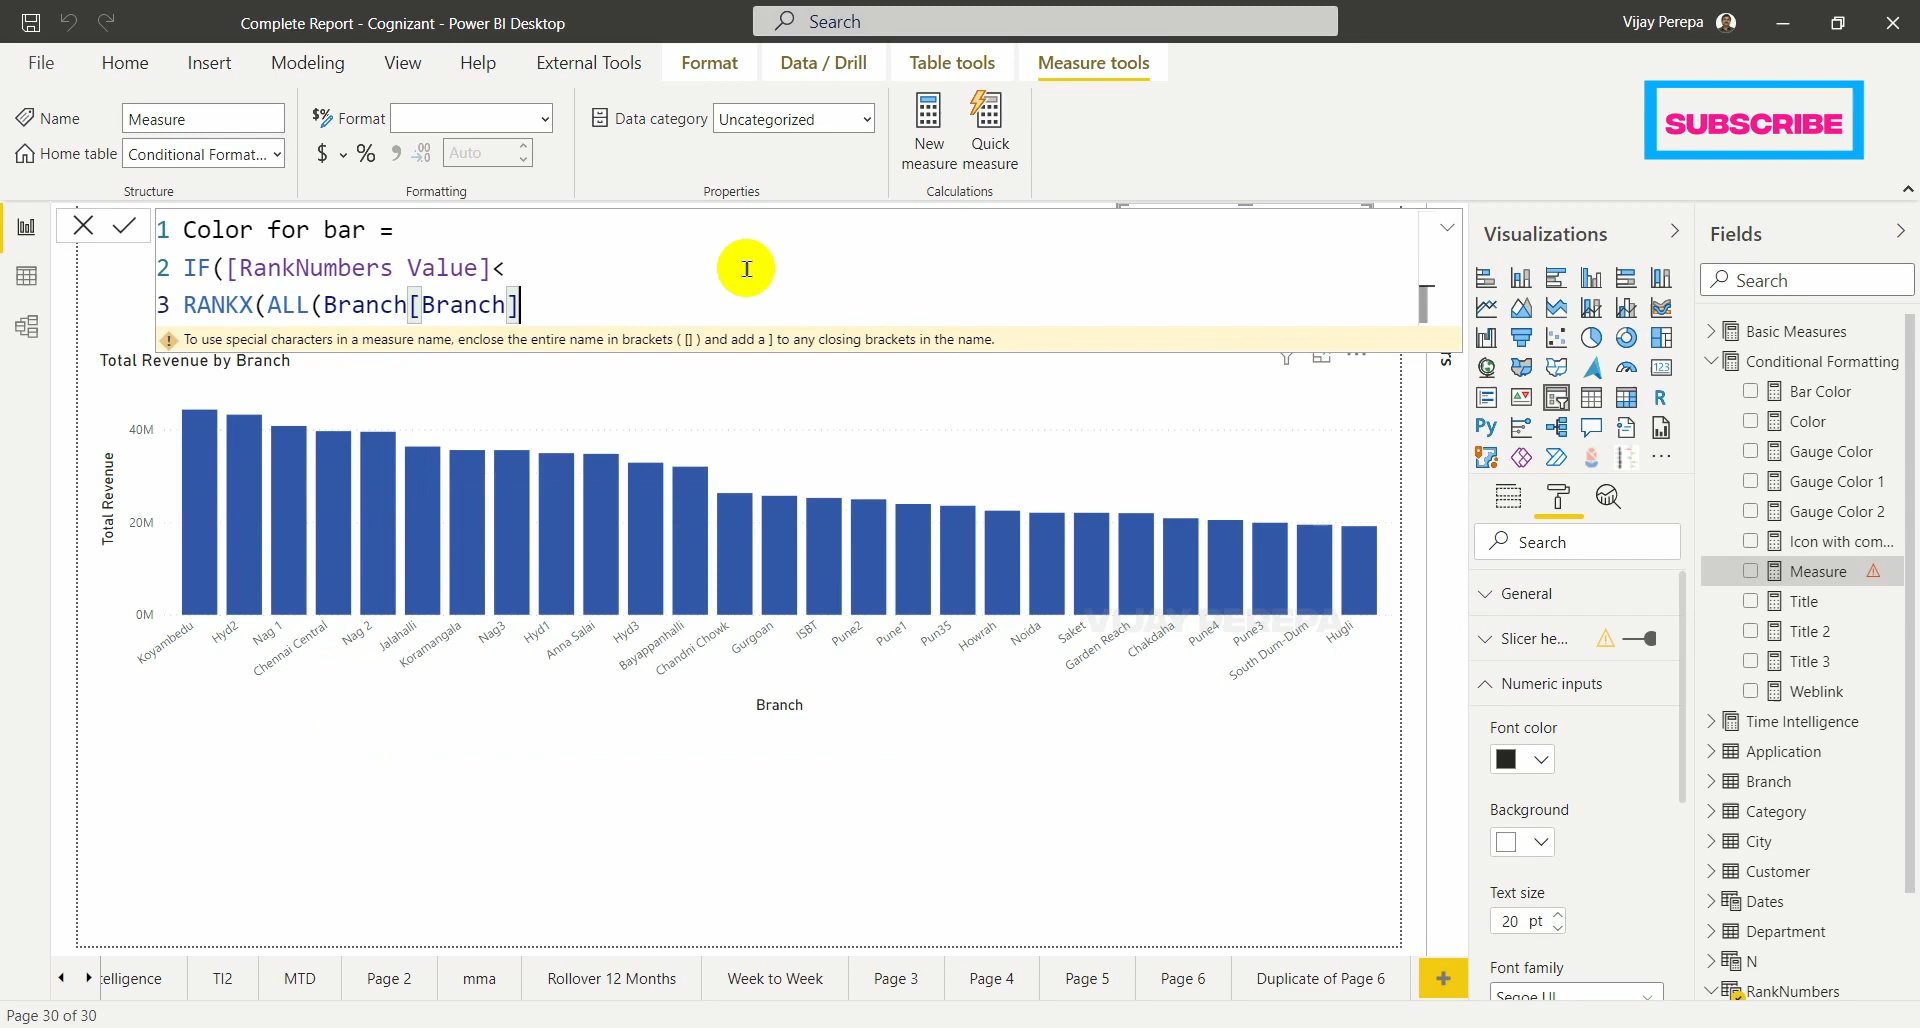 Complete Report - Cognizant - Power BI Desktop
Search
Vijay Perepa
File
Home
Insert
Modeling
View
Help
External Tools
Format
Data / Drill
Table tools
Measure tools
Name
Measure
Home table
Conditional Format...
Structure
Format
$
%
Auto
Formatting
Data category
Uncategorized
Properties
New measure
Quick measure
Calculations
SUBSCRIBE
1 Color for bar =
2 IF([RankNumbers Value]<
3 RANKX(ALL(Branch[Branch]
To use special characters in a measure name, enclose the entire name in brackets ( [] ) and add a ] to any closing brackets in the name.
Total Revenue by Branch
40M
20M
0M
Total Revenue
Koyambedu
Hyd2
Nag 1
Chennai Central
Nag 2
Jalahalli
Koramangala
Nag3
Hyd1
Anna Salai
Hyd3
Bayappanhalli
Chandni Chowk
Gurgoan
ISBT
Pune2
Pune1
Pun35
Howrah
Noida
Saket
Garden Reach
Chakdaha
Pune4
Pune3
South Dum-Dum
Hugli
Branch
VIJAY PEREPA
Visualizations
R
Py
Search
General
Slicer he...
Numeric inputs
Font color
Background
Text size
20 pt
Font family
Segoe UI
Fields
Search
Basic Measures
Conditional Formatting
Bar Color
Color
Gauge Color
Gauge Color 1
Gauge Color 2
Icon with com...
Measure
Title
Title 2
Title 3
Weblink
Time Intelligence
Application
Branch
Category
City
Customer
Dates
Department
N
RankNumbers
telligence
TI2
MTD
Page 2
mma
Rollover 12 Months
Week to Week
Page 3
Page 4
Page 5
Page 6
Duplicate of Page 6
Page 30 of 30